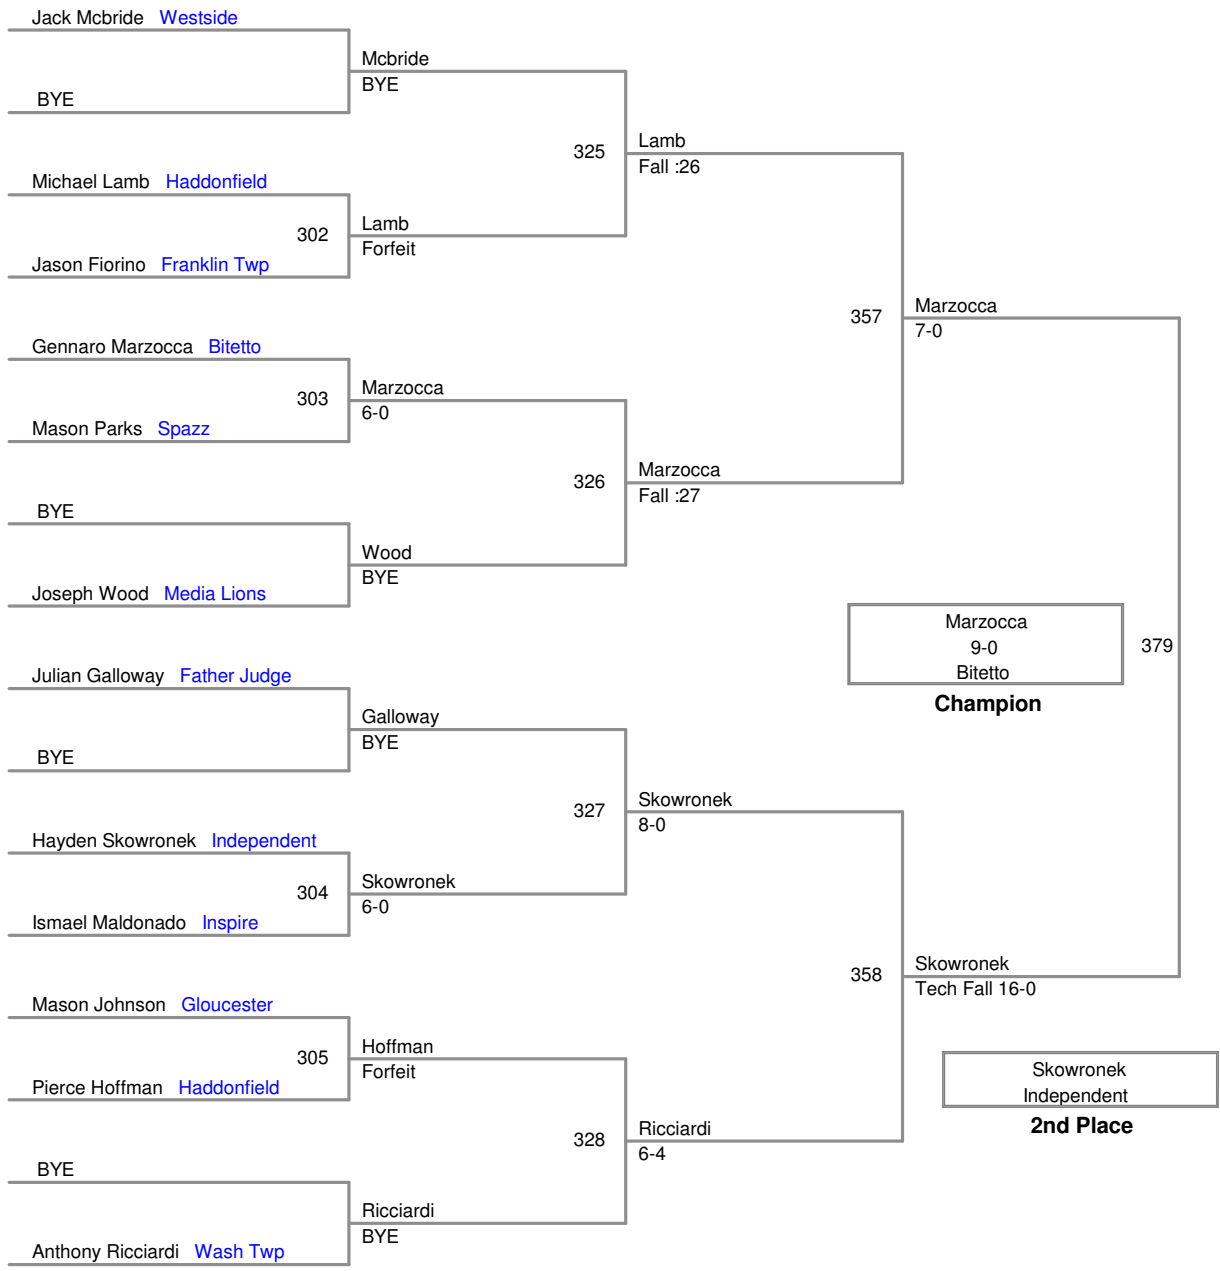 Jack Mcbride Westside
BYE
Mcbride
BYE
Michael Lamb Haddonfield
302
Jason Fiorino Franklin Twp
Lamb
Forfeit
325
Lamb
Fall :26
Gennaro Marzocca Bitetto
303
Mason Parks Spazz
Marzocca
6-0
BYE
Joseph Wood Media Lions
Wood
BYE
326
Marzocca
Fall :27
357
Marzocca
7-0
Julian Galloway Father Judge
BYE
Galloway
BYE
Hayden Skowronek Independent
304
Ismael Maldonado Inspire
Skowronek
6-0
327
Skowronek
8-0
Mason Johnson Gloucester
305
Pierce Hoffman Haddonfield
Hoffman
Forfeit
BYE
Anthony Ricciardi Wash Twp
Ricciardi
BYE
328
Ricciardi
6-4
358
Skowronek
Tech Fall 16-0
379
Marzocca
9-0
Bitetto
Champion
Skowronek
Independent
2nd Place